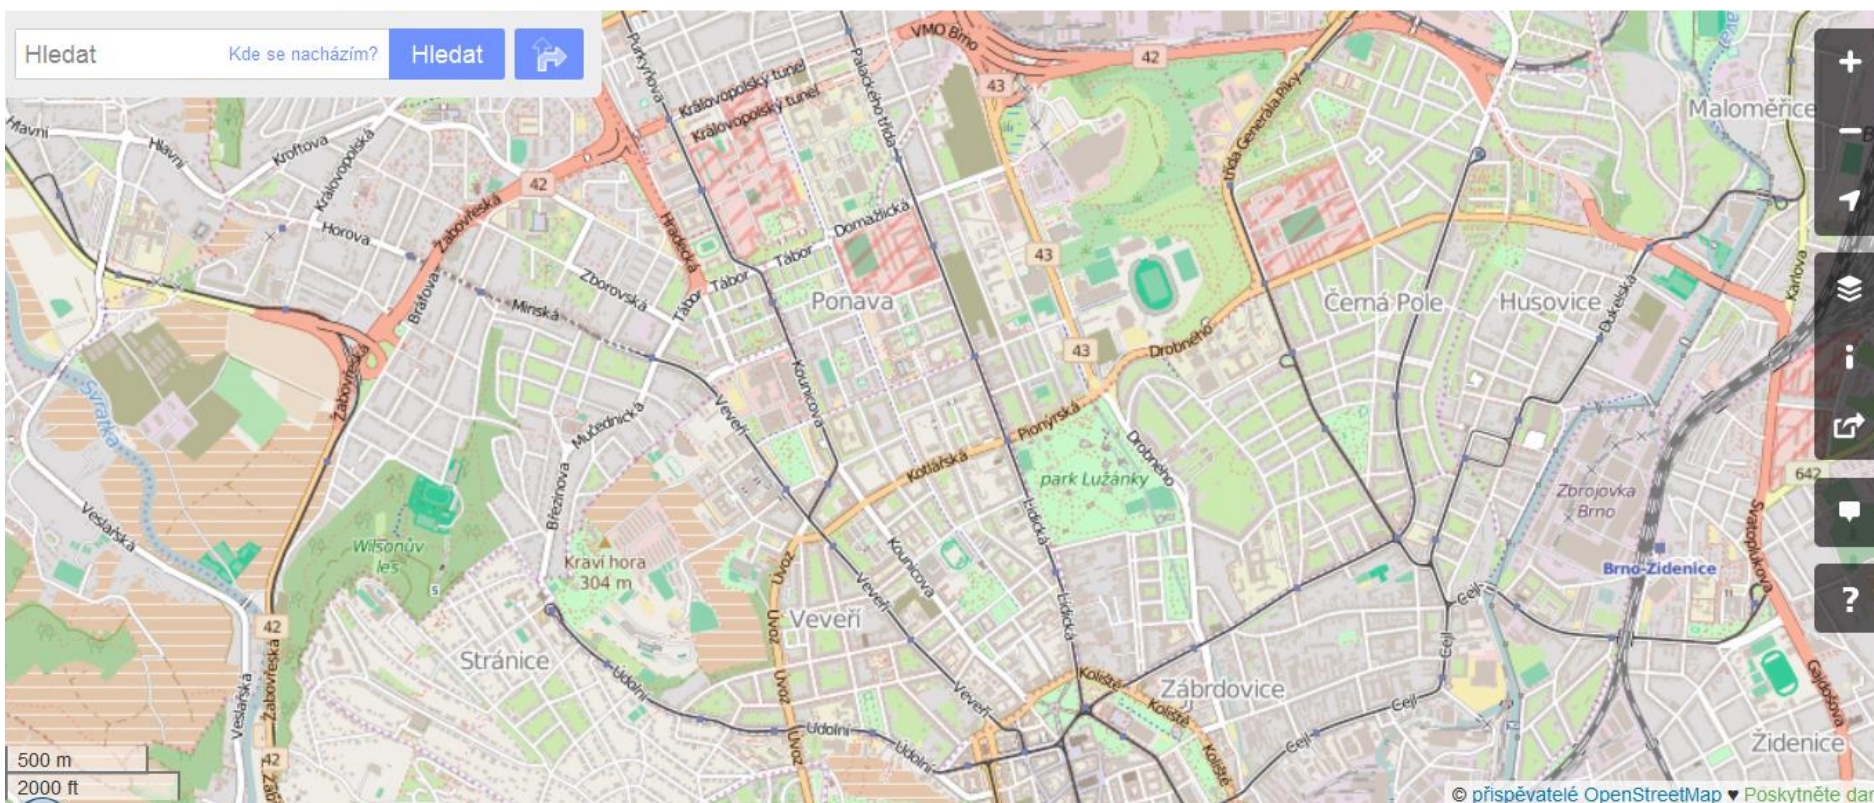 Hledat
Kde se nacházím?
Hledat
Purkyňova
Královopolský tunel
Královopolský tunel
Palackého třída
VMO Brno
42
43
třída Generála Píky
Maloměřice
Hlavní
Hlavní
Kroftova
Královopolská
42
Žabovřeská
Horova
Hradecká
Domažlická
Tábor
Tábor
Tábor
43
Zborovská
Minská
Bráfova
Ponava
Černá Pole
Husovice
Dukelská
Karlova
43
Drobného
Žabovřeská
Svratka
Kounicova
Veveří
Mučednická
Pionýrská
Kotlářská
Drobného
park Lužánky
642
Zbrojovka
Brno
Svatoplukova
Březinova
Veslařská
Wilsonův
les
Kraví hora
304 m
Úvoz
Kounicova
Lidická
Brno-Židenice
Veveří
Lidická
Cejl
Cejl
42
Veveří
Úvoz
Stránice
Údolní
Žabovřeská
Veslařská
Úvoz
Veveří
Koliště
Koliště
Zábrdovice
Cejl
Gajdošova
Údolní
Údolní
Úvoz
Koliště
Cejl
Židenice
42
500 m
2000 ft
© přispěvatelé OpenStreetMap ♥ Poskytněte dar